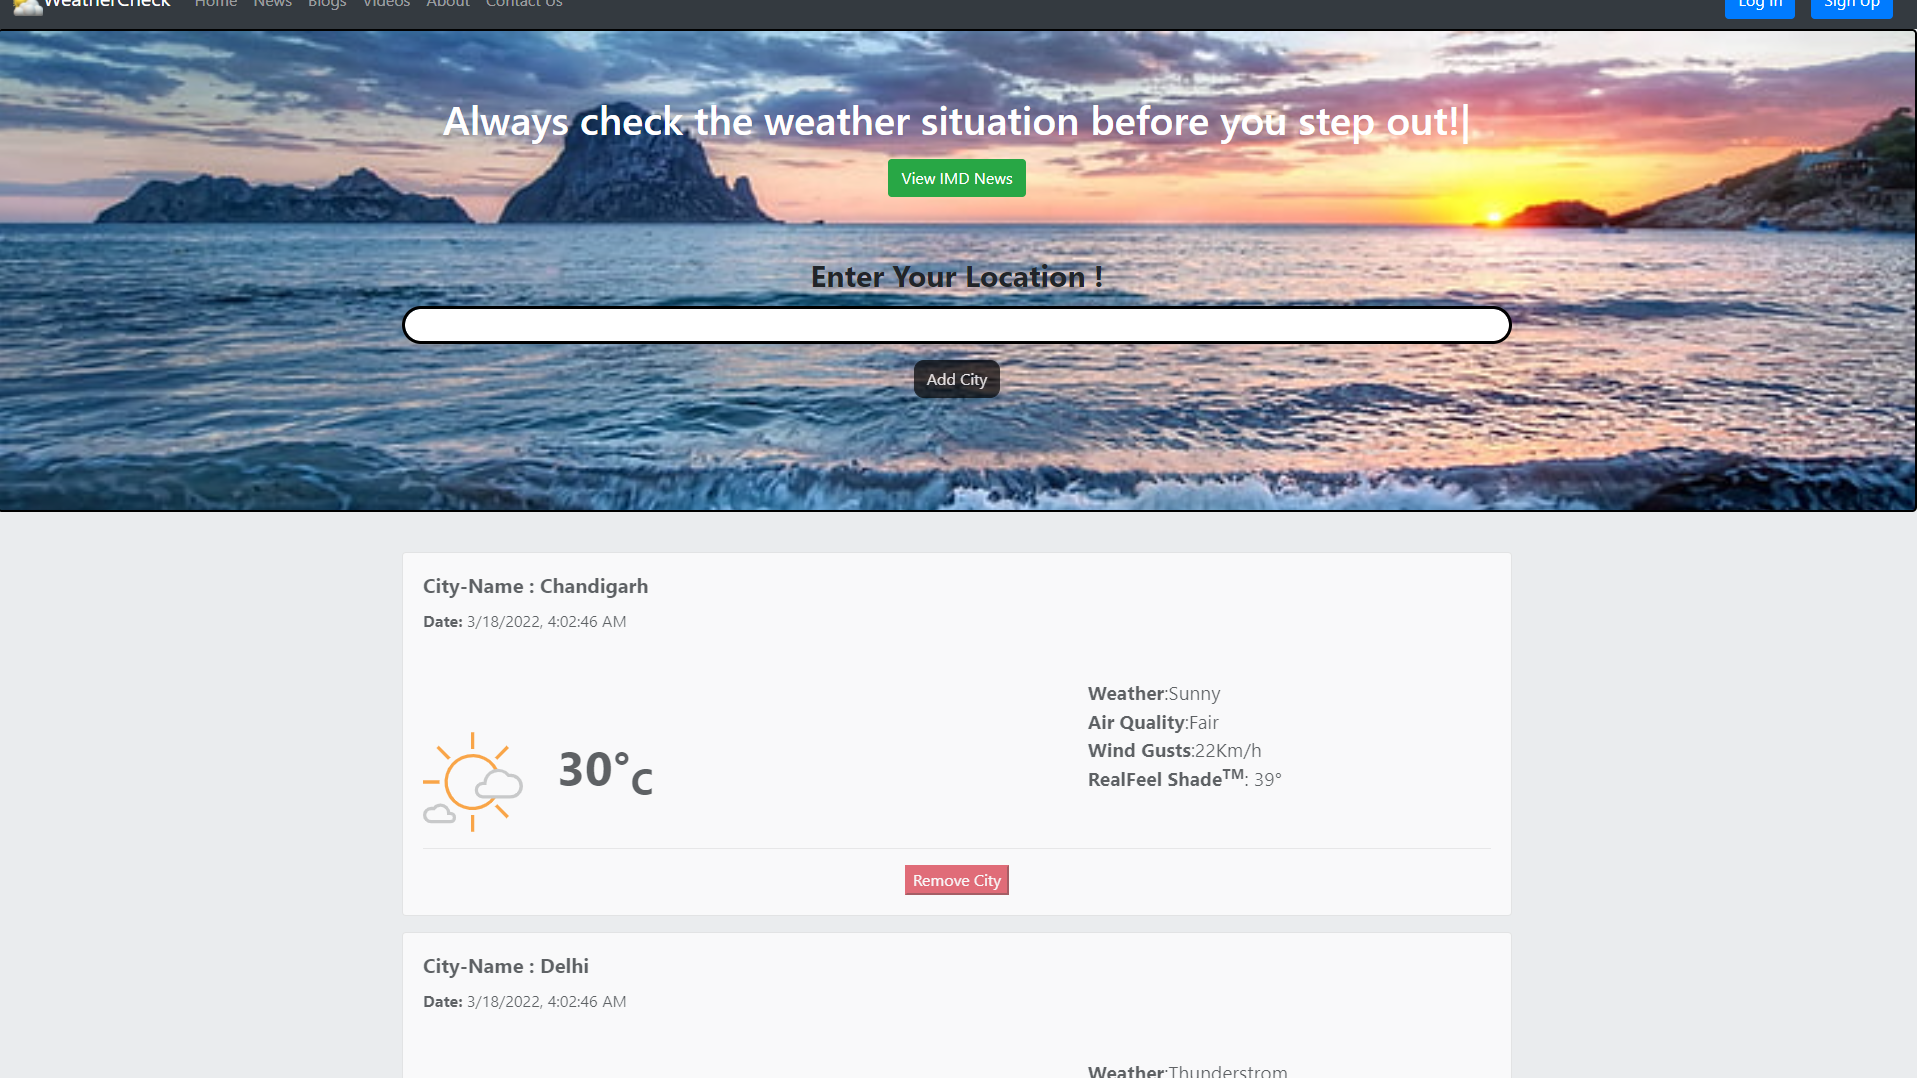 WeatherCheck Home News Blogs Videos About Contact Us Log In Sign Up
Always check the weather situation before you step out!|
View IMD News
Enter Your Location !
Add City
City-Name : Chandigarh
Date: 3/18/2022, 4:02:46 AM
Weather:Sunny
Air Quality:Fair
Wind Gusts:22Km/h
RealFeel Shade™: 39°
30°C
Remove City
City-Name : Delhi
Date: 3/18/2022, 4:02:46 AM
Weather:Thunderstrom